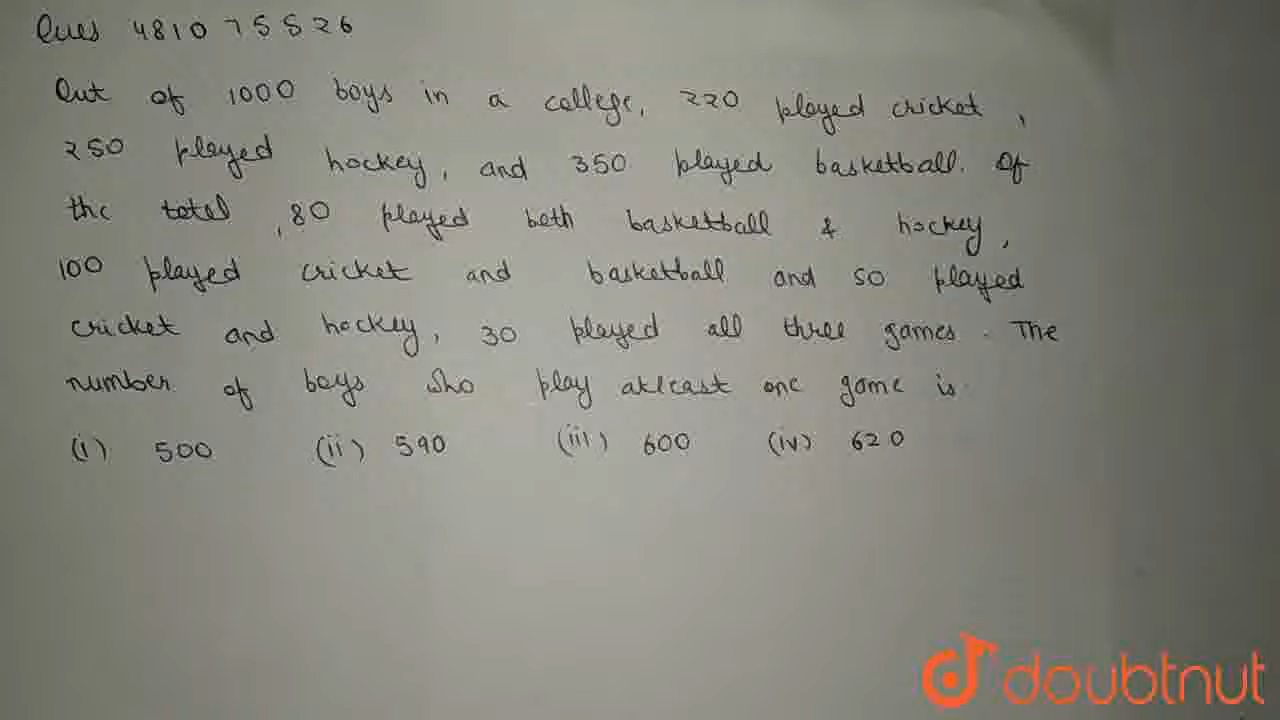 Ques 481075526
Out of 1000 boys in a college, 220 played cricket,
250 played hockey, and 350 played basketball. Of
the total, 80 played both basketball & hockey,
100 played cricket and basketball and 50 played
cricket and hockey, 30 played all three games. The
number of boys who play atleast one game is
(i) 500 (ii) 590 (iii) 600 (iv) 620
doubtnut